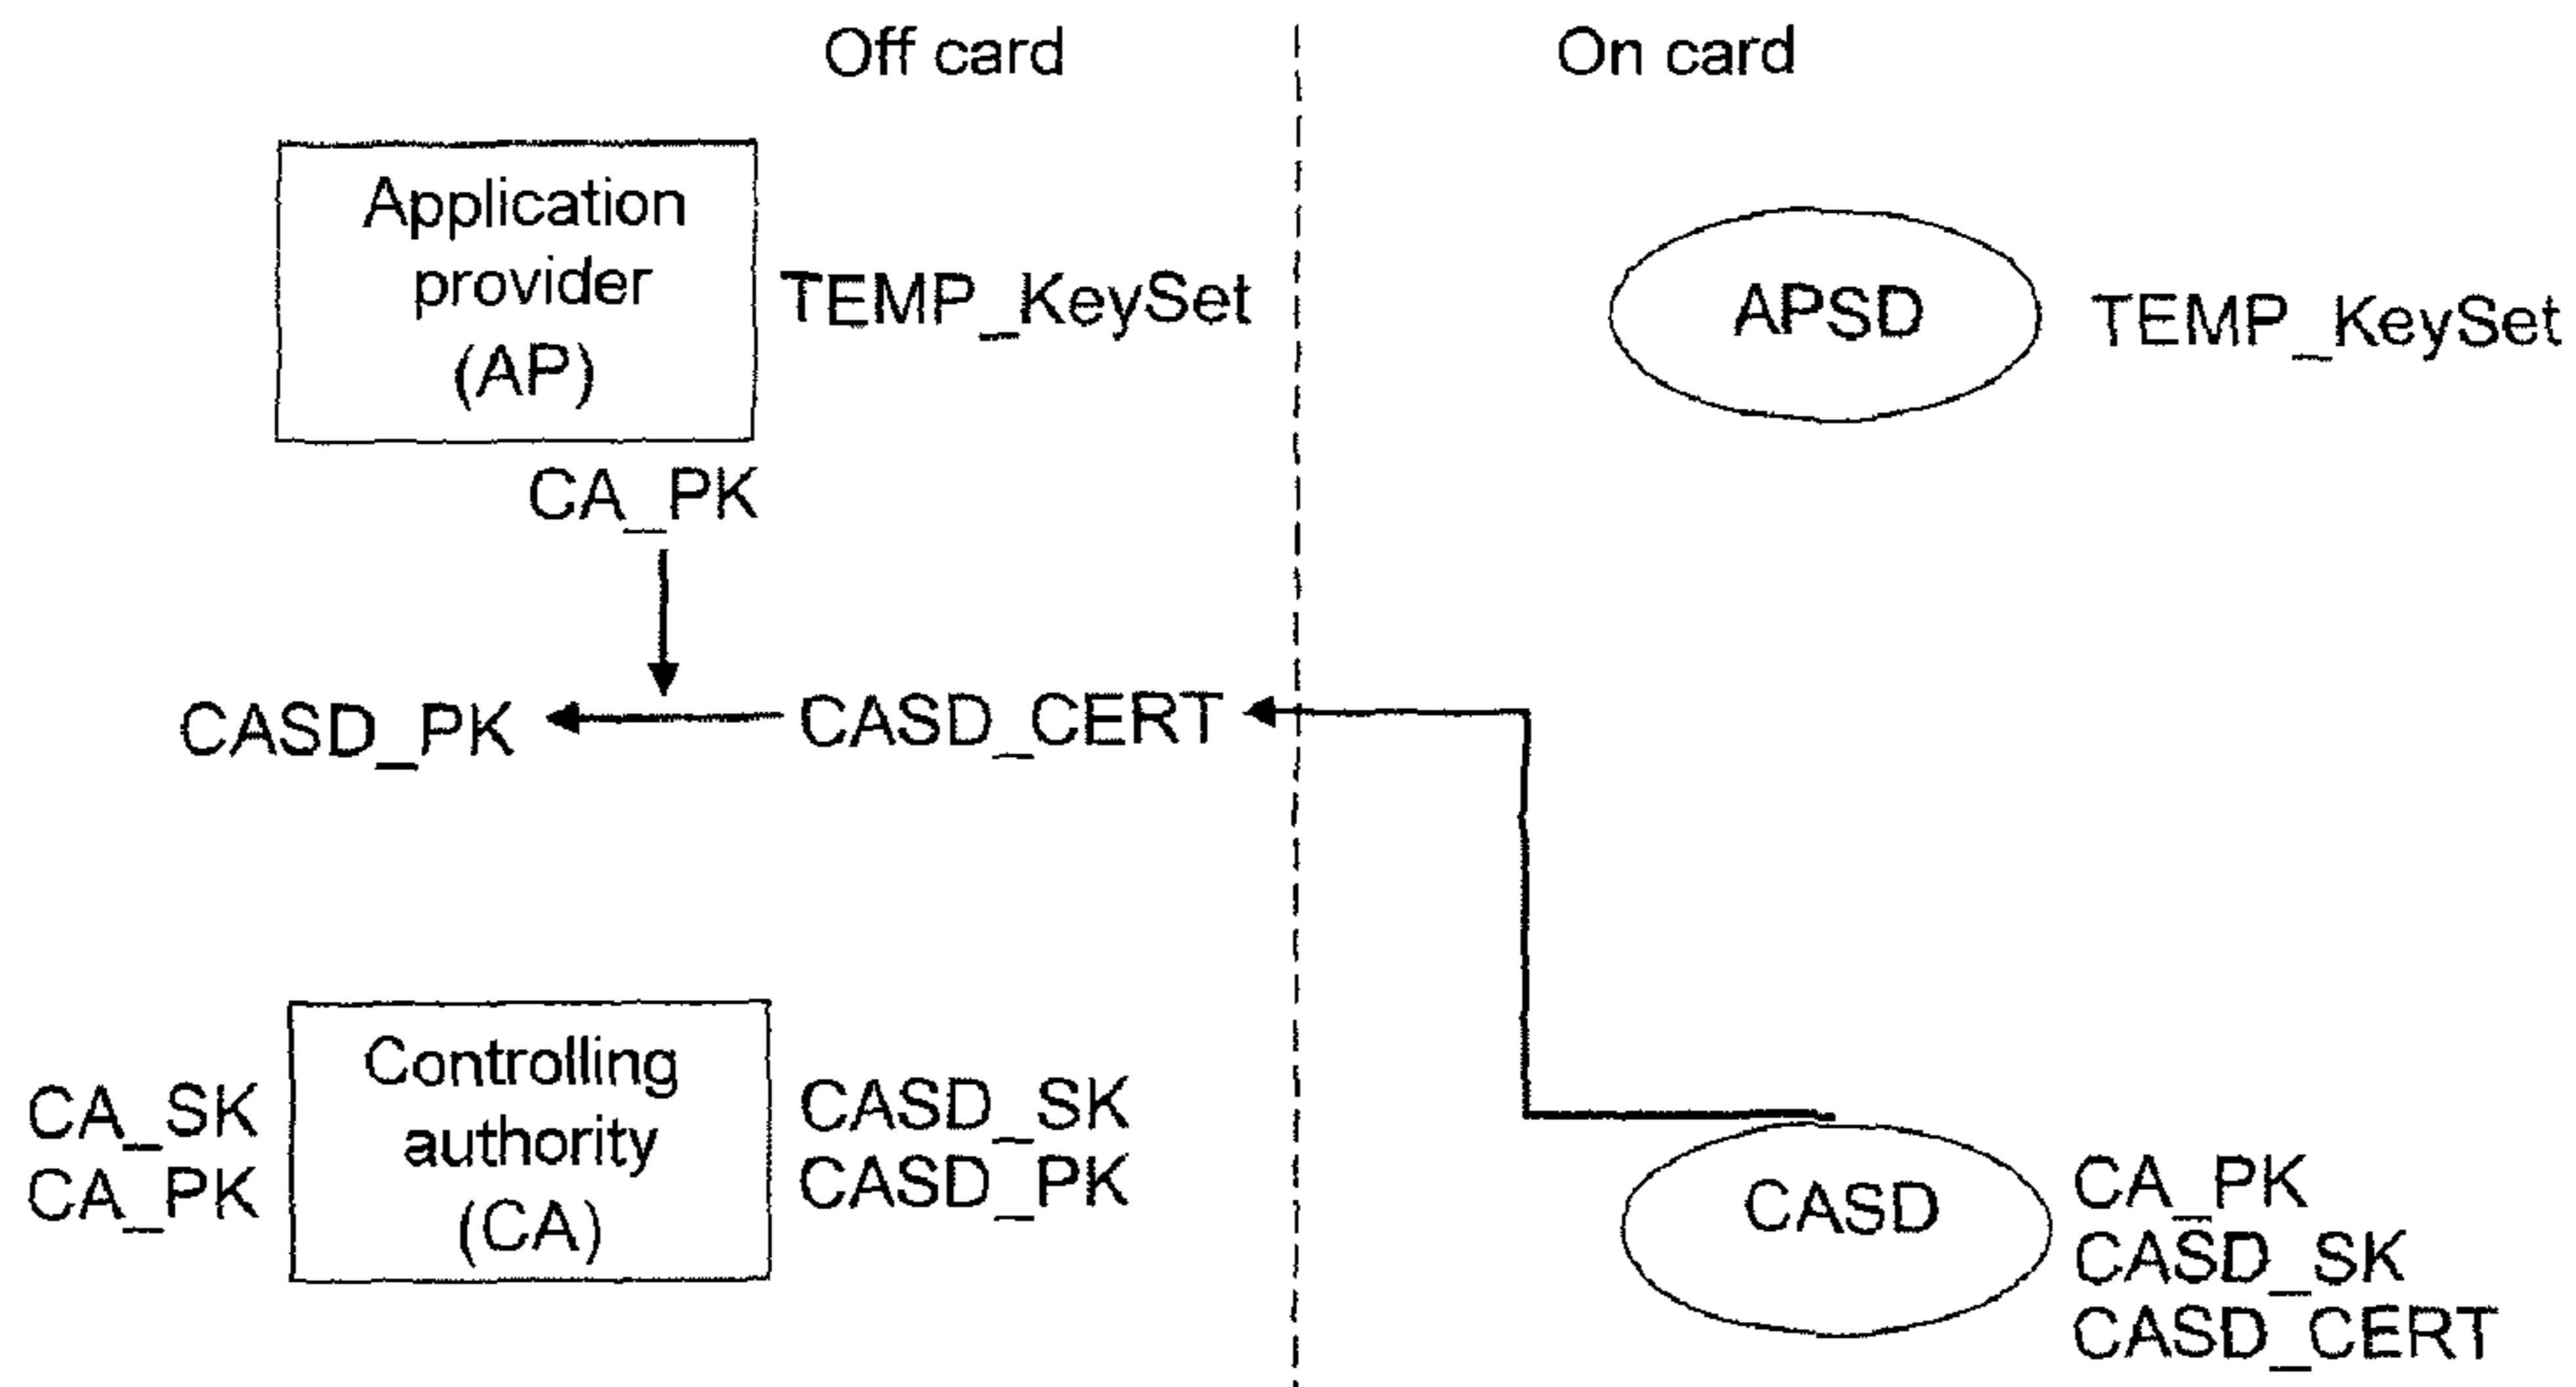 Off card
On card
Application
provider
(AP)
TEMP_KeySet
APSD
TEMP_KeySet
CA_PK
CASD_PK
CASD_CERT
CA_SK
CA_PK
Controlling
authority
(CA)
CASD_SK
CASD_PK
CASD
CA_PK
CASD_SK
CASD_CERT